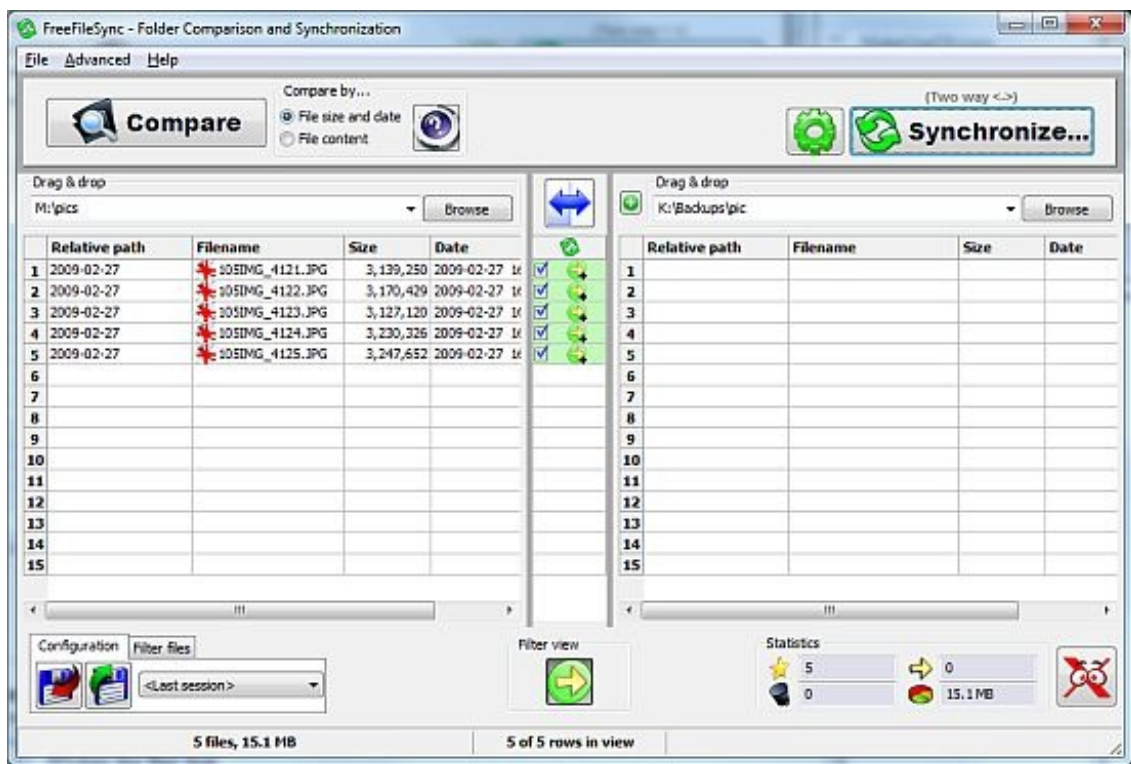 FreeFileSync - Folder Comparison and Synchronization
File Advanced Help
Compare
Compare by...
File size and date
File content
(Two way <->)
Synchronize...
Drag & drop
M:\pics Browse
Drag & drop
K:\Backups\pic Browse
Relative path Filename Size Date Relative path Filename Size Date
1 2009-02-27 105IMG_4121.JPG 3,139,250 2009-02-27 16 1
2 2009-02-27 105IMG_4122.JPG 3,170,429 2009-02-27 16 2
3 2009-02-27 105IMG_4123.JPG 3,127,120 2009-02-27 16 3
4 2009-02-27 105IMG_4124.JPG 3,230,326 2009-02-27 16 4
5 2009-02-27 105IMG_4125.JPG 3,247,652 2009-02-27 16 5
6 6
7 7
8 8
9 9
10 10
11 11
12 12
13 13
14 14
15 15
Configuration Filter files
<Last session>
Filter view
Statistics
5 0
0 15.1 MB
5 files, 15.1 MB 5 of 5 rows in view